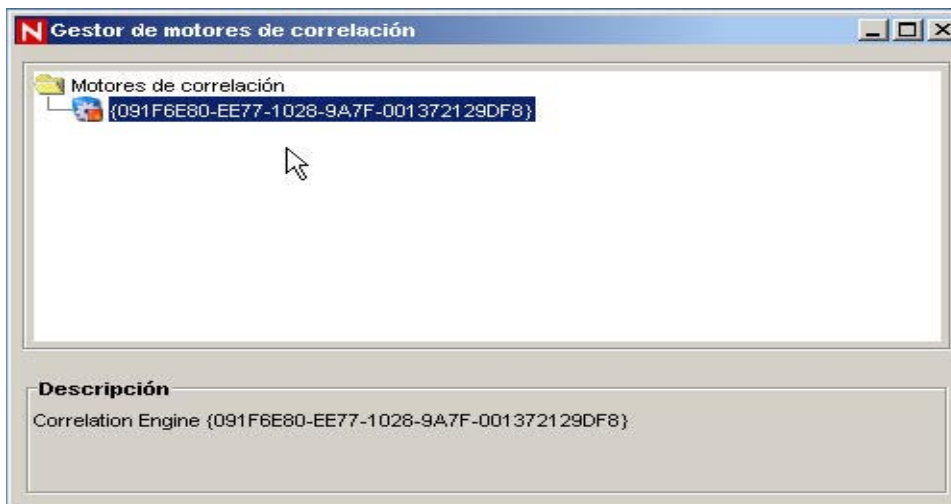 N Gestor de motores de correlación
Motores de correlación
{091F6E80-EE77-1028-9A7F-001372129DF8}
Descripción
Correlation Engine {091F6E80-EE77-1028-9A7F-001372129DF8}